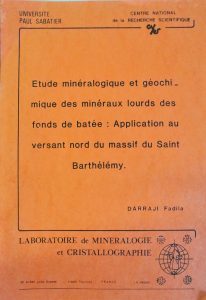 UNIVERSITE
PAUL SABATIER
CENTRE NATIONAL
de la RECHERCHE SCIENTIFIQUE
Etude minéralogique et géochi_
mique des minéraux lourds des
fonds de batée : Application au
versant nord du massif du Saint
Barthélémy.
DARRAJI Fadila
LABORATOIRE de MINERALOGIE
et CRISTALLOGRAPHIE
FRANCE